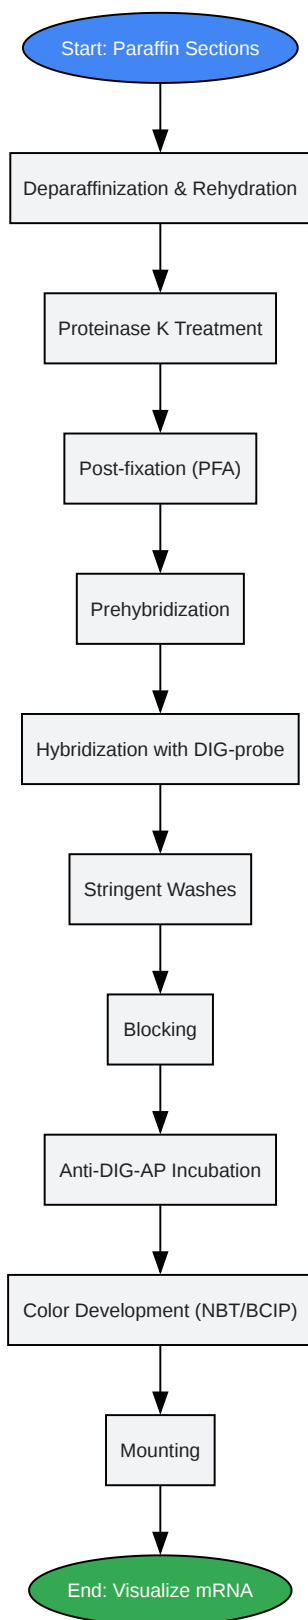 Start: Paraffin Sections
Deparaffinization & Rehydration
Proteinase K Treatment
Post-fixation (PFA)
Prehybridization
Hybridization with DIG-probe
Stringent Washes
Blocking
Anti-DIG-AP Incubation
Color Development (NBT/BCIP)
Mounting
End: Visualize mRNA